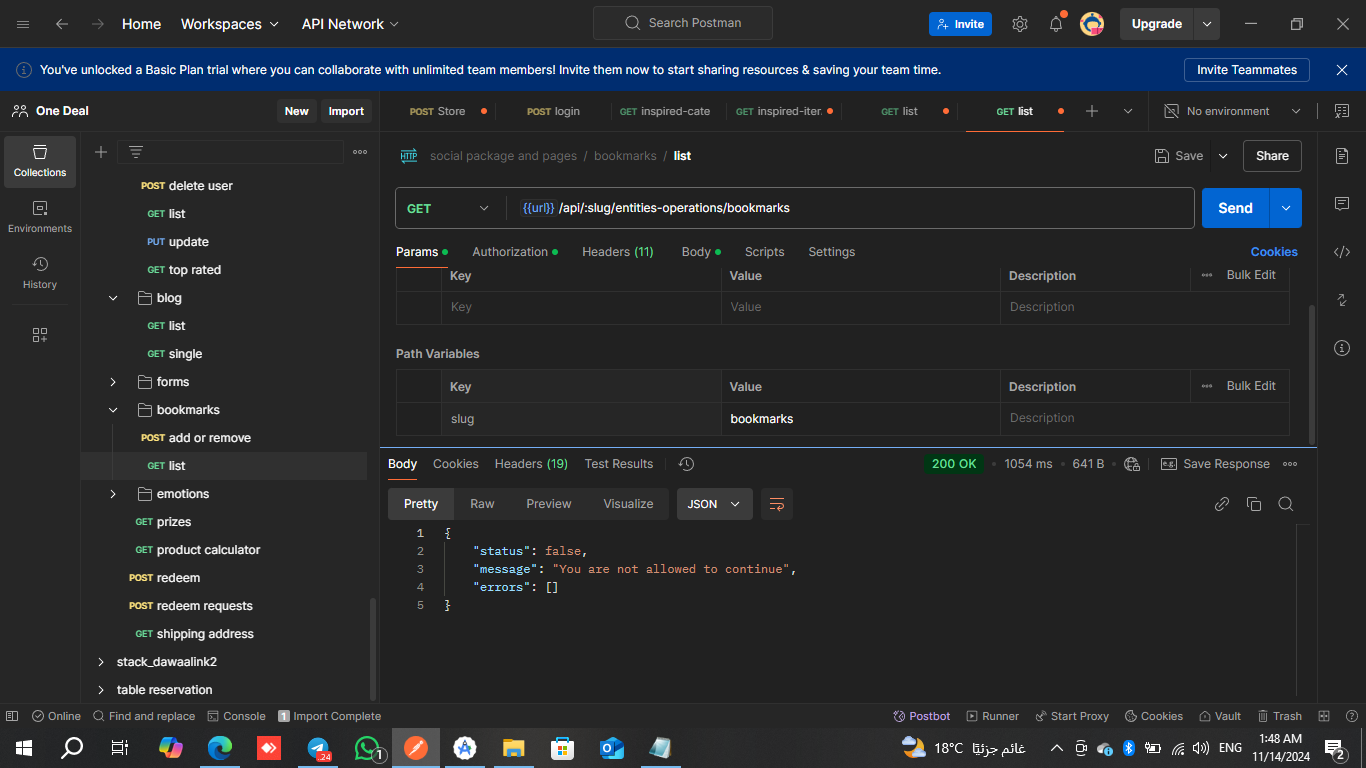 Home Workspaces API Network Search Postman Invite Upgrade
You've unlocked a Basic Plan trial where you can collaborate with unlimited team members! Invite them now to start sharing resources & saving your team time. Invite Teammates
One Deal New Import
POST Store POST login GET inspired-cate GET inspired-iter GET list GET list No environment
Collections
Environments
History
POST delete user
GET list
PUT update
GET top rated
blog
GET list
GET single
forms
bookmarks
POST add or remove
GET list
emotions
GET prizes
GET product calculator
POST redeem
POST redeem requests
GET shipping address
stack_dawaalink2
table reservation
HTTP social package and pages / bookmarks / list Save Share
GET {{url}} /api/:slug/entities-operations/bookmarks Send
Params Authorization Headers (11) Body Scripts Settings Cookies
Key Value Description Bulk Edit
Key Value Description
Path Variables
Key Value Description Bulk Edit
slug bookmarks Description
Body Cookies Headers (19) Test Results 200 OK 1054 ms 641 B e.g. Save Response
Pretty Raw Preview Visualize JSON
1 {
2 "status": false,
3 "message": "You are not allowed to continue",
4 "errors": []
5 }
Online Find and replace Console 1 Import Complete Postbot Runner Start Proxy Cookies Vault Trash
24 1 18°C غائم جزئيًا ENG 1:48 AM
11/14/2024 2